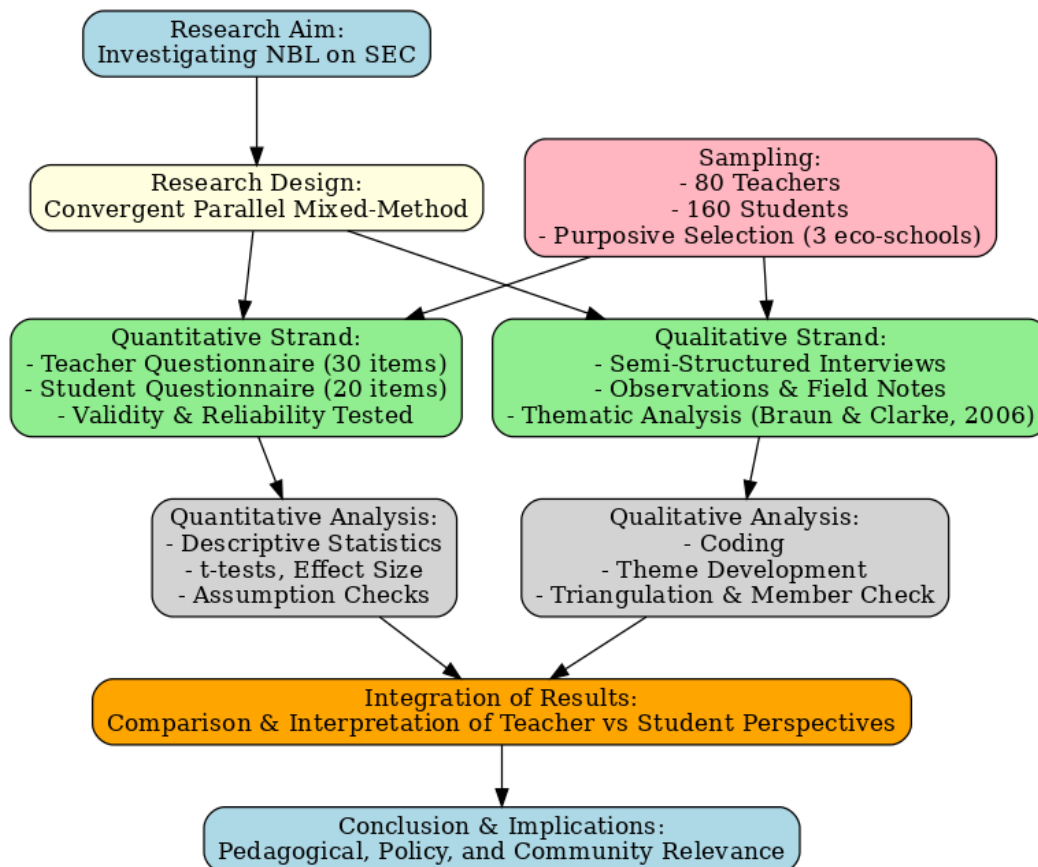 Research Aim:
Investigating NBL on SEC
Research Design:
Convergent Parallel Mixed-Method
Sampling:
- 80 Teachers
- 160 Students
- Purposive Selection (3 eco-schools)
Quantitative Strand:
- Teacher Questionnaire (30 items)
- Student Questionnaire (20 items)
- Validity & Reliability Tested
Qualitative Strand:
- Semi-Structured Interviews
- Observations & Field Notes
- Thematic Analysis (Braun & Clarke, 2006)
Quantitative Analysis:
- Descriptive Statistics
- t-tests, Effect Size
- Assumption Checks
Qualitative Analysis:
- Coding
- Theme Development
- Triangulation & Member Check
Integration of Results:
Comparison & Interpretation of Teacher vs Student Perspectives
Conclusion & Implications:
Pedagogical, Policy, and Community Relevance